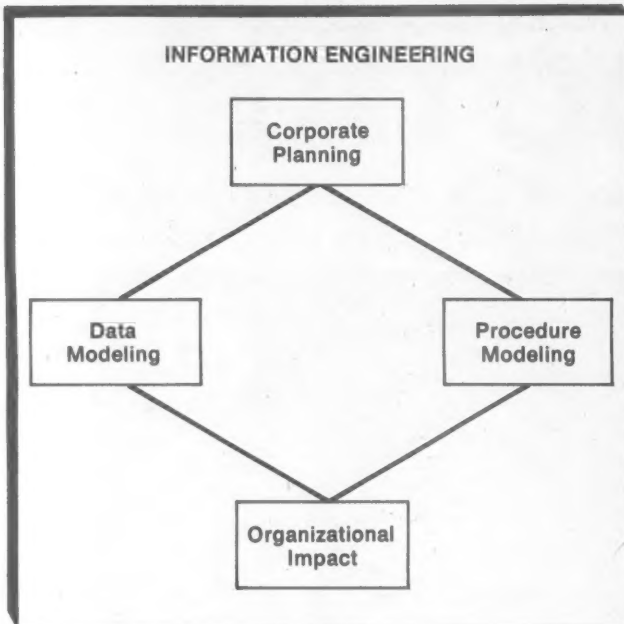 INFORMATION ENGINEERING
Corporate
Planning
Data
Modeling
Procedure
Modeling
Organizational
Impact